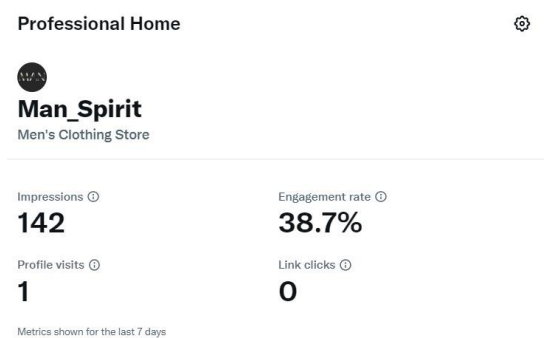 Professional Home
MAN
Man_Spirit
Men's Clothing Store
Impressions
142
Engagement rate
38.7%
Profile visits
1
Link clicks
0
Metrics shown for the last 7 days